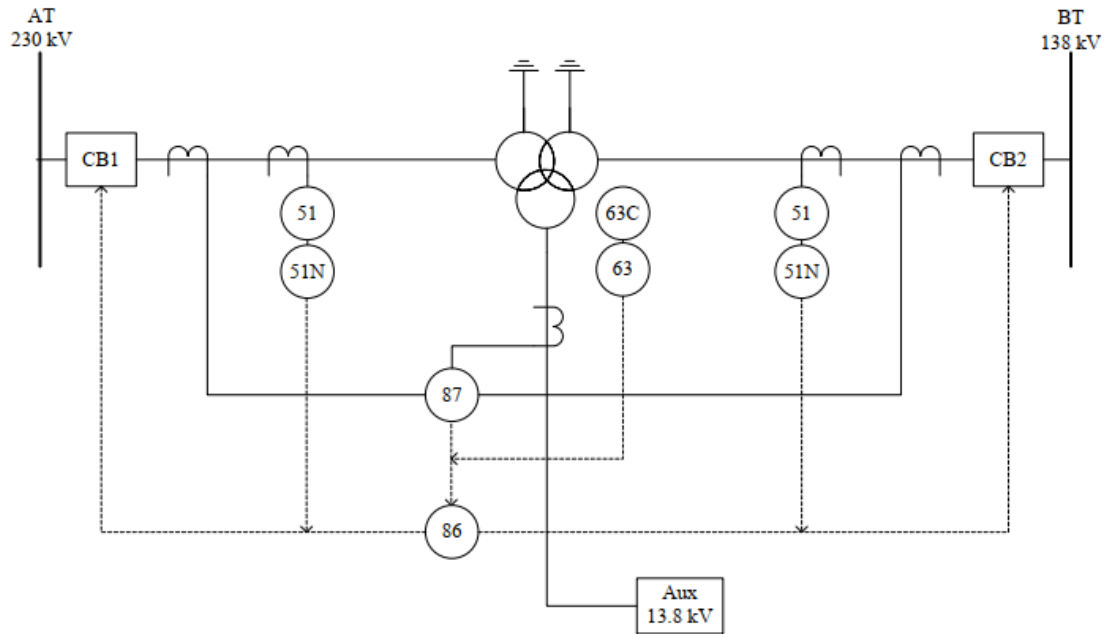 AT
230 kV
BT
138 kV
CB1
CB2
51
51N
63C
63
51
51N
87
86
Aux
13.8 kV